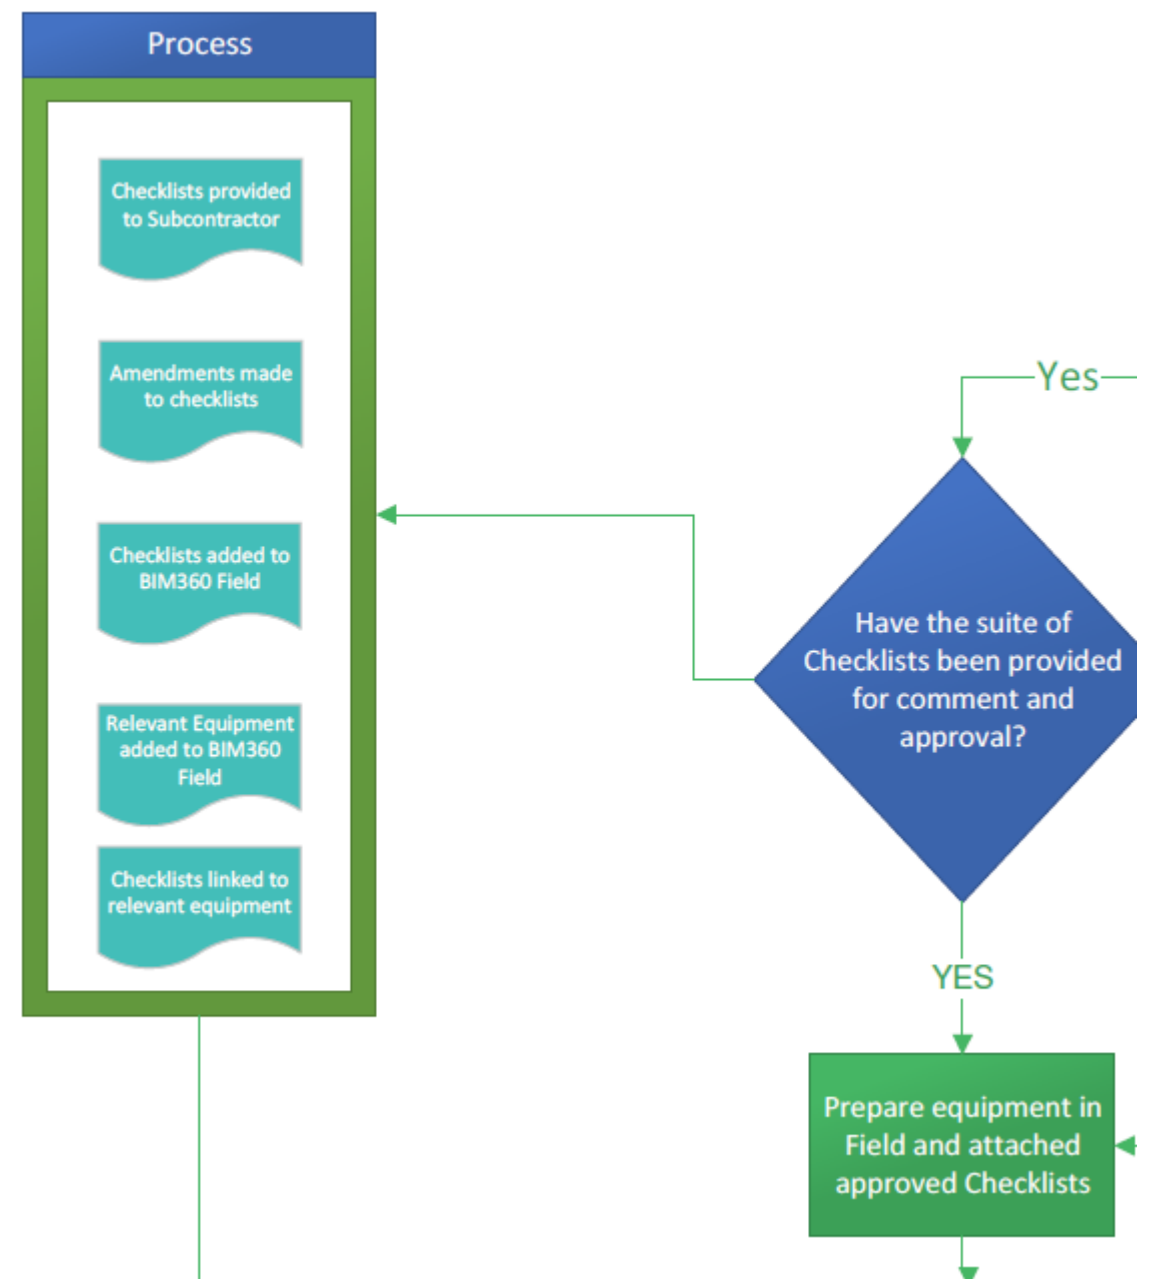 Process
Checklists provided
to Subcontractor
Amendments made
to checklists
Checklists added to
BIM360 Field
Relevant Equipment
added to BIM360
Field
Checklists linked to
relevant equipment
Yes
Have the suite of
Checklists been provided
for comment and
approval?
YES
Prepare equipment in
Field and attached
approved Checklists